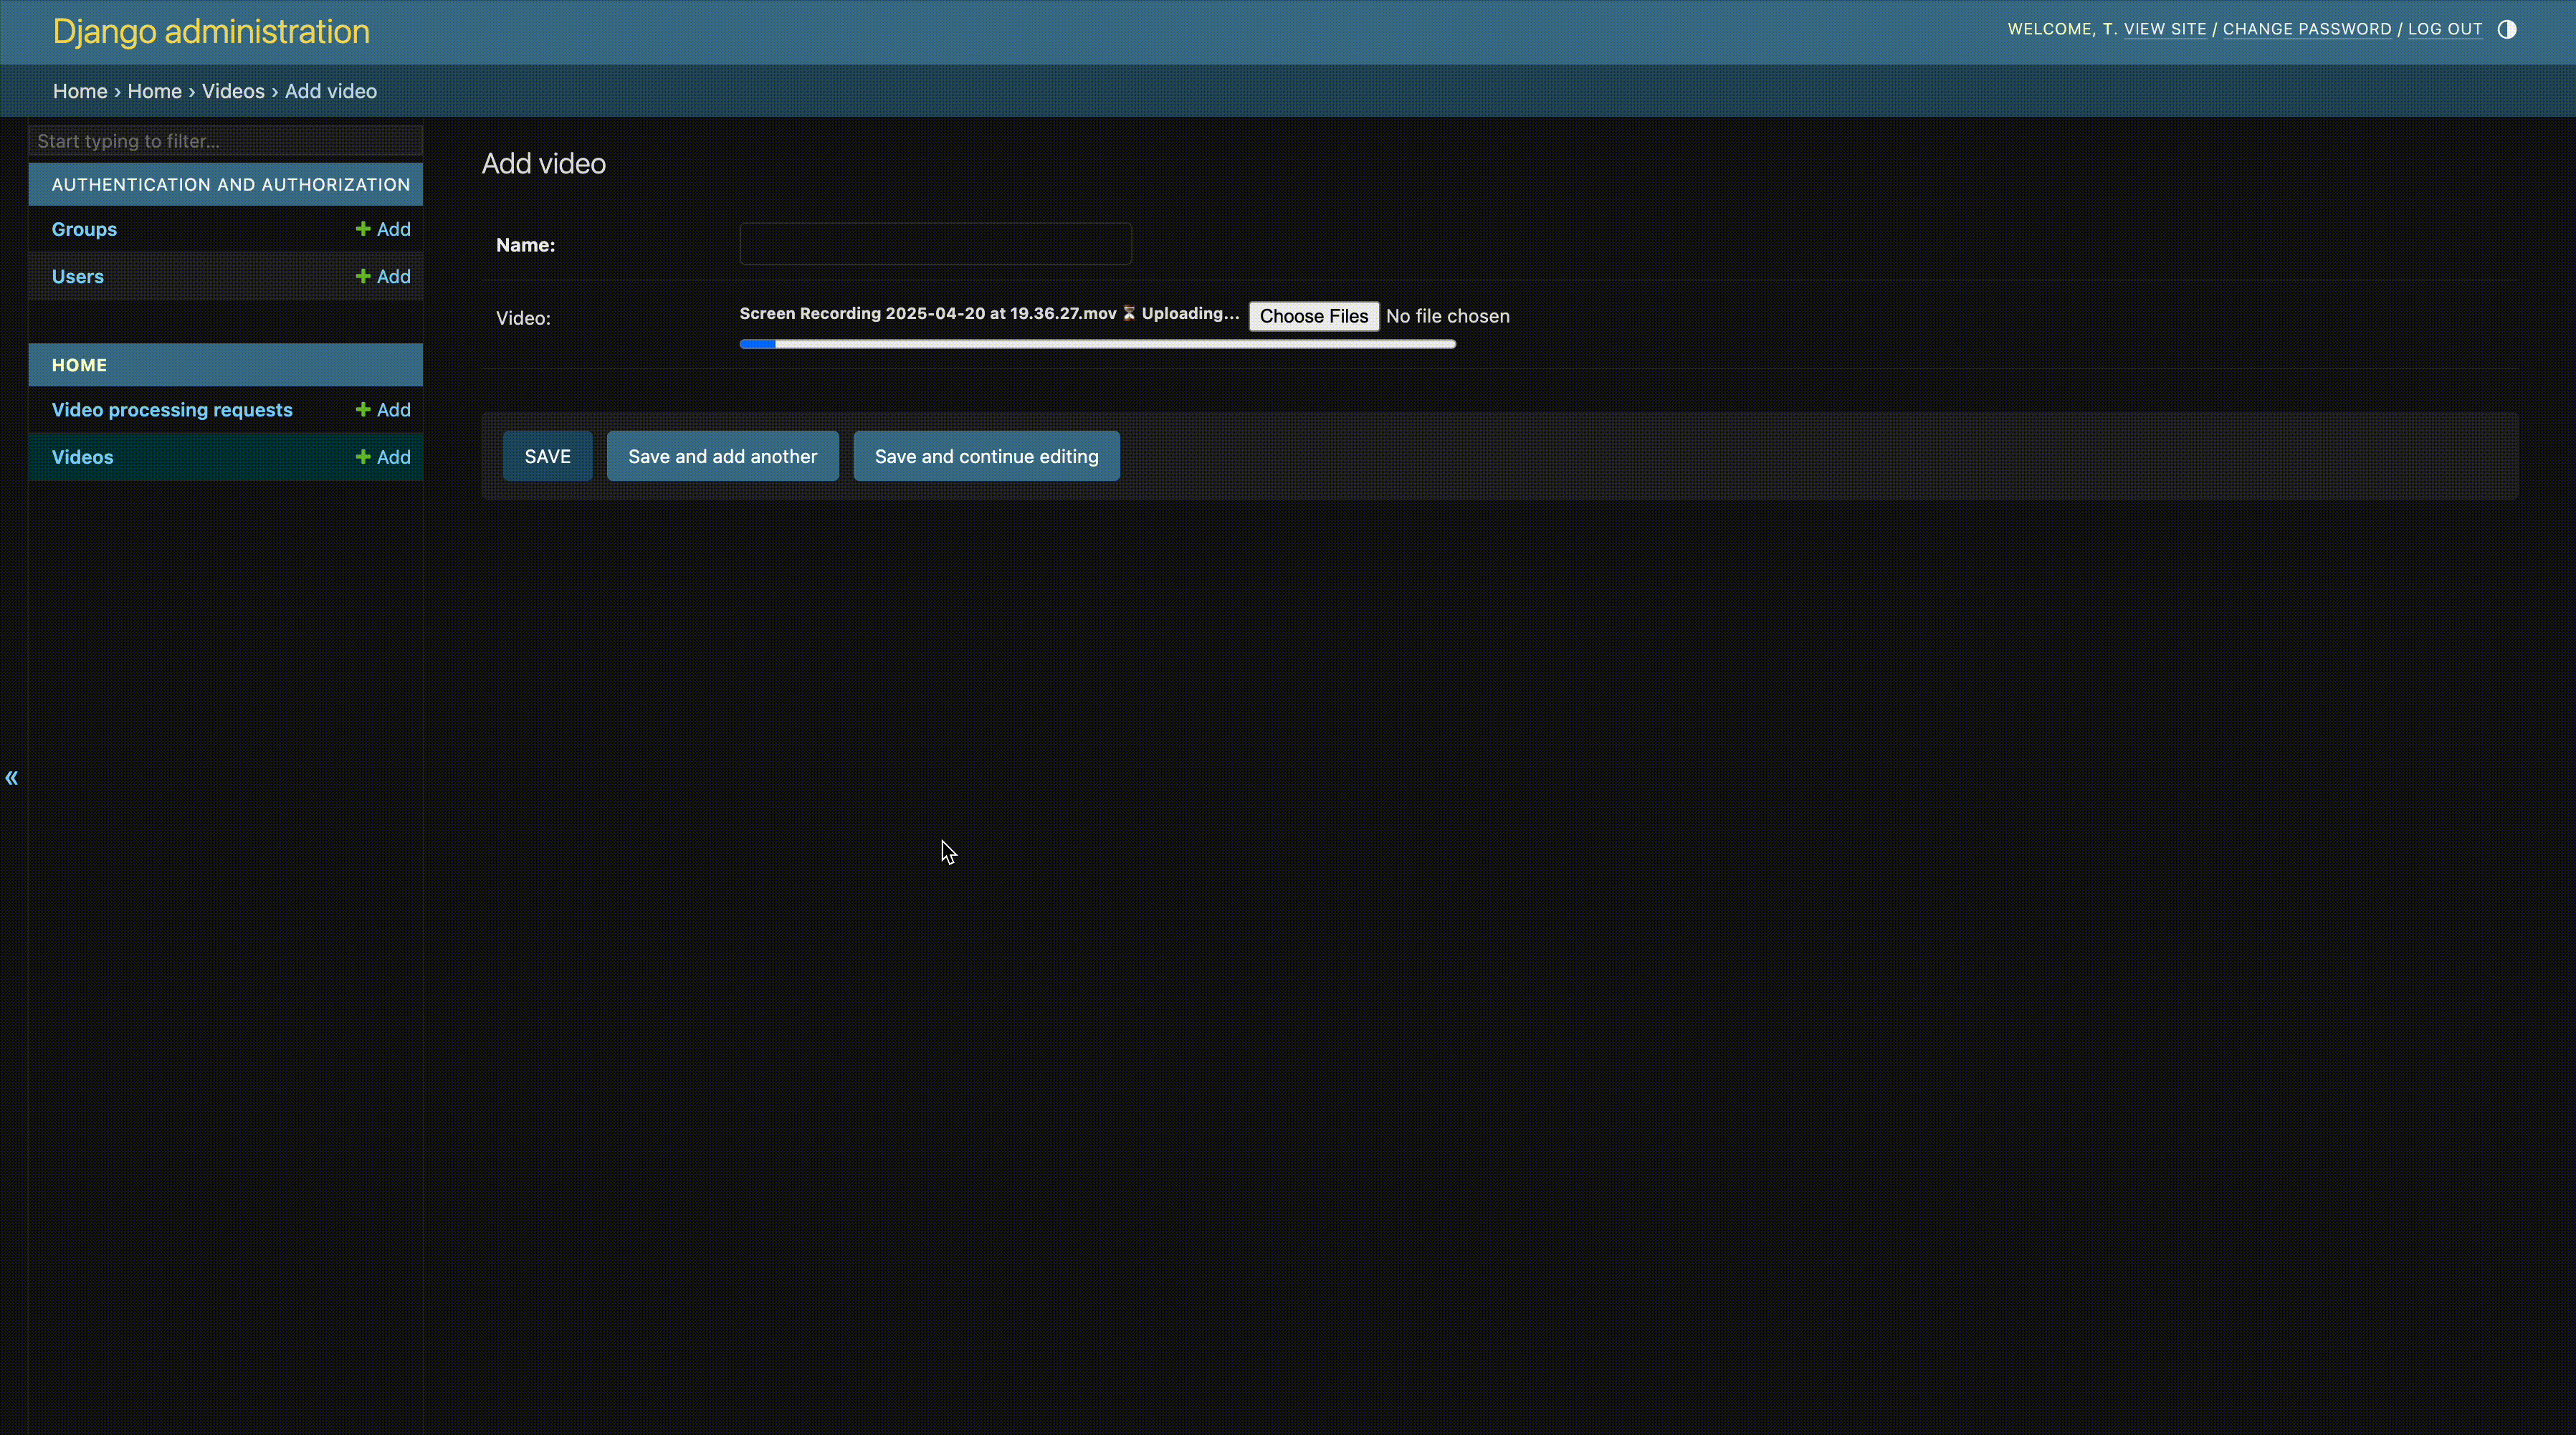 Django administration
WELCOME, T. VIEW SITE / CHANGE PASSWORD / LOG OUT
Home › Home › Videos › Add video
Start typing to filter...
AUTHENTICATION AND AUTHORIZATION
Groups + Add
Users + Add
HOME
Video processing requests + Add
Videos + Add
«
Add video
Name:
Video: Screen Recording 2025-04-20 at 19.36.27.mov ⏳ Uploading... Choose Files No file chosen
SAVE Save and add another Save and continue editing